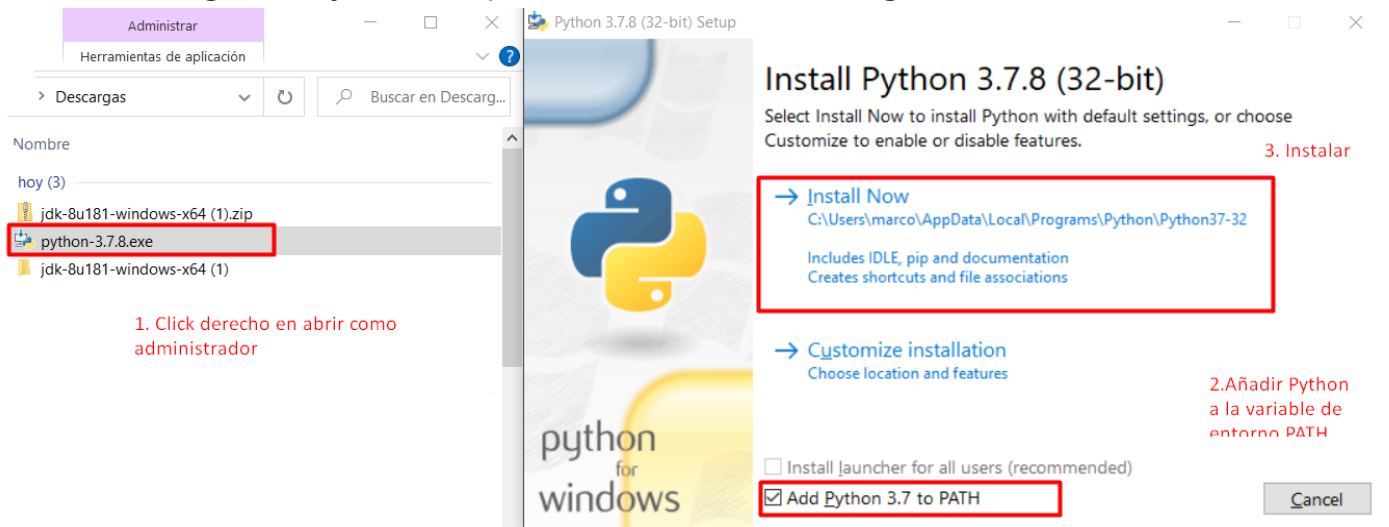 Administrar
Herramientas de aplicación
Descargas
Buscar en Descarg...
Nombre
hoy (3)
jdk-8u181-windows-x64 (1).zip
python-3.7.8.exe
jdk-8u181-windows-x64 (1)
1. Click derecho en abrir como
administrador
Python 3.7.8 (32-bit) Setup
Install Python 3.7.8 (32-bit)
Select Install Now to install Python with default settings, or choose
Customize to enable or disable features.
3. Instalar
Install Now
C:\Users\marco\AppData\Local\Programs\Python\Python37-32
Includes IDLE, pip and documentation
Creates shortcuts and file associations
Customize installation
Choose location and features
2.Añadir Python
a la variable de
entorno PATH
python
for
windows
Install launcher for all users (recommended)
Add Python 3.7 to PATH
Cancel